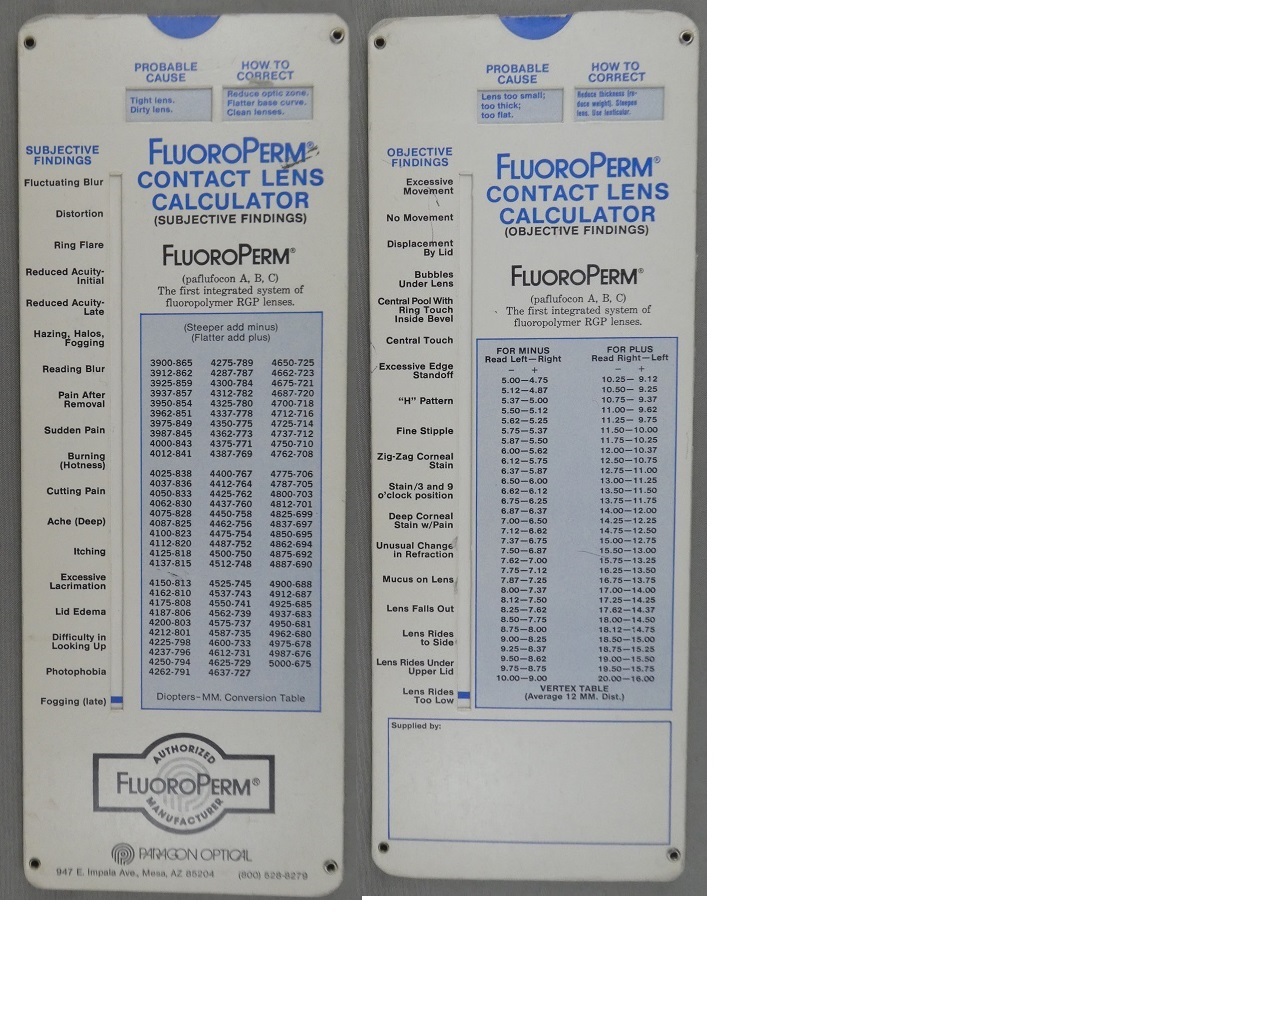 PROBABLE
CAUSE
HOW TO
CORRECT
Tight lens.
Dirty lens.
Reduce optic zone.
Flatter base curve.
Clean lenses.
SUBJECTIVE
FINDINGS
Fluctuating Blur
Distortion
Ring Flare
Reduced Acuity-
Initial
Reduced Acuity-
Late
Hazing, Halos,
Fogging
Reading Blur
Pain After
Removal
Sudden Pain
Burning
(Hotness)
Cutting Pain
Ache (Deep)
Itching
Excessive
Lacrimation
Lid Edema
Difficulty in
Looking Up
Photophobia
Fogging (late)
FLUOROPERM®
CONTACT LENS
CALCULATOR
(SUBJECTIVE FINDINGS)
FLUOROPERM®
(paflufocon A, B, C)
The first integrated system of
fluoropolymer RGP lenses.
(Steeper add minus)
(Flatter add plus)
3900-865 4275-789 4650-725
3912-862 4287-787 4662-723
3925-859 4300-784 4675-721
3937-857 4312-782 4687-720
3950-854 4325-780 4700-718
3962-851 4337-778 4712-716
3975-849 4350-775 4725-714
3987-845 4362-773 4737-712
4000-843 4375-771 4750-710
4012-841 4387-769 4762-708
4025-838 4400-767 4775-706
4037-836 4412-764 4787-705
4050-833 4425-762 4800-703
4062-830 4437-760 4812-701
4075-828 4450-758 4825-699
4087-825 4462-756 4837-697
4100-823 4475-754 4850-695
4112-820 4487-752 4862-694
4125-818 4500-750 4875-692
4137-815 4512-748 4887-690
4150-813 4525-745 4900-688
4162-810 4537-743 4912-687
4175-808 4550-741 4925-685
4187-806 4562-739 4937-683
4200-803 4575-737 4950-681
4212-801 4587-735 4962-680
4225-798 4600-733 4975-678
4237-796 4612-731 4987-676
4250-794 4625-729 5000-675
4262-791 4637-727
Diopters-MM. Conversion Table
AUTHORIZED
FLUOROPERM®
MANUFACTURER
PARAGON OPTICAL
947 E. Impala Ave., Mesa, AZ 85204 (800) 528-8279
PROBABLE
CAUSE
HOW TO
CORRECT
Lens too small;
too thick;
too flat.
Reduce thickness (re-
duce weight). Steepen
lens. Use lenticular.
OBJECTIVE
FINDINGS
Excessive
Movement
No Movement
Displacement
By Lid
Bubbles
Under Lens
Central Pool With
Ring Touch
Inside Bevel
Central Touch
Excessive Edge
Standoff
"H" Pattern
Fine Stipple
Zig-Zag Corneal
Stain
Stain/3 and 9
o'clock position
Deep Corneal
Stain w/Pain
Unusual Change
in Refraction
Mucus on Lens
Lens Falls Out
Lens Rides
to Side
Lens Rides Under
Upper Lid
Lens Rides
Too Low
FLUOROPERM®
CONTACT LENS
CALCULATOR
(OBJECTIVE FINDINGS)
FLUOROPERM®
(paflufocon A, B, C)
The first integrated system of
fluoropolymer RGP lenses.
FOR MINUS FOR PLUS
Read Left—Right Read Right—Left
− + − +
5.00—4.75 10.25— 9.12
5.12—4.87 10.50— 9.25
5.37—5.00 10.75— 9.37
5.50—5.12 11.00— 9.62
5.62—5.25 11.25— 9.75
5.75—5.37 11.50—10.00
5.87—5.50 11.75—10.25
6.00—5.62 12.00—10.37
6.12—5.75 12.50—10.75
6.37—5.87 12.75—11.00
6.50—6.00 13.00—11.25
6.62—6.12 13.50—11.50
6.75—6.25 13.75—11.75
6.87—6.37 14.00—12.00
7.00—6.50 14.25—12.25
7.12—6.62 14.75—12.50
7.37—6.75 15.00—12.75
7.50—6.87 15.50—13.00
7.62—7.00 15.75—13.25
7.75—7.12 16.25—13.50
7.87—7.25 16.75—13.75
8.00—7.37 17.00—14.00
8.12—7.50 17.25—14.25
8.25—7.62 17.62—14.37
8.50—7.75 18.00—14.50
8.75—8.00 18.12—14.75
9.00—8.25 18.50—15.00
9.25—8.37 18.75—15.25
9.50—8.62 19.00—15.50
9.75—8.75 19.50—15.75
10.00—9.00 20.00—16.00
VERTEX TABLE
(Average 12 MM. Dist.)
Supplied by: